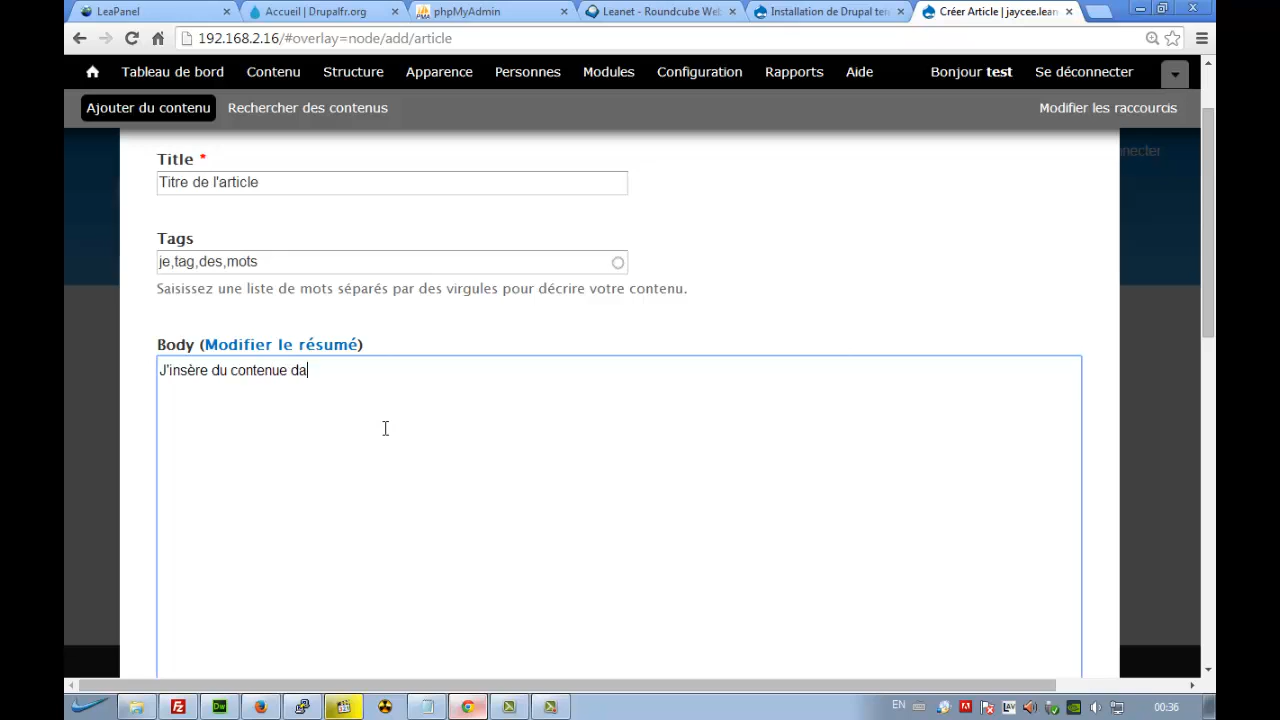 LeaPanel
Accueil | Drupalfr.org
phpMyAdmin
Leanet - Roundcube Web
Installation de Drupal ter
Créer Article | jaycee.lear
192.168.2.16/#overlay=node/add/article
Tableau de bord Contenu Structure Apparence Personnes Modules Configuration Rapports Aide Bonjour test Se déconnecter
Ajouter du contenu Rechercher des contenus Modifier les raccourcis
nnecter
Title *
Titre de l'article
Tags
je,tag,des,mots
Saisissez une liste de mots séparés par des virgules pour décrire votre contenu.
Body (Modifier le résumé)
J'insère du contenue da
EN 00:36